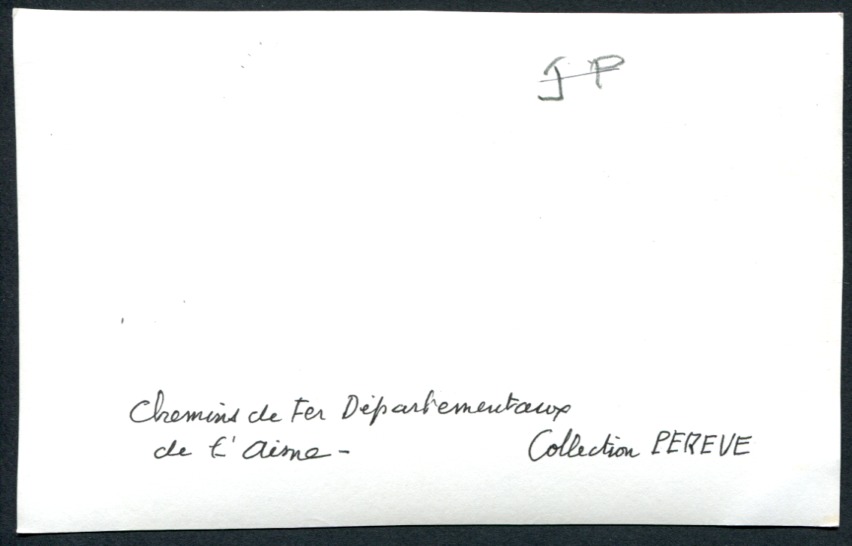 JP
Chemins de Fer Départementaux
de l'Aisne - Collection PEREVE